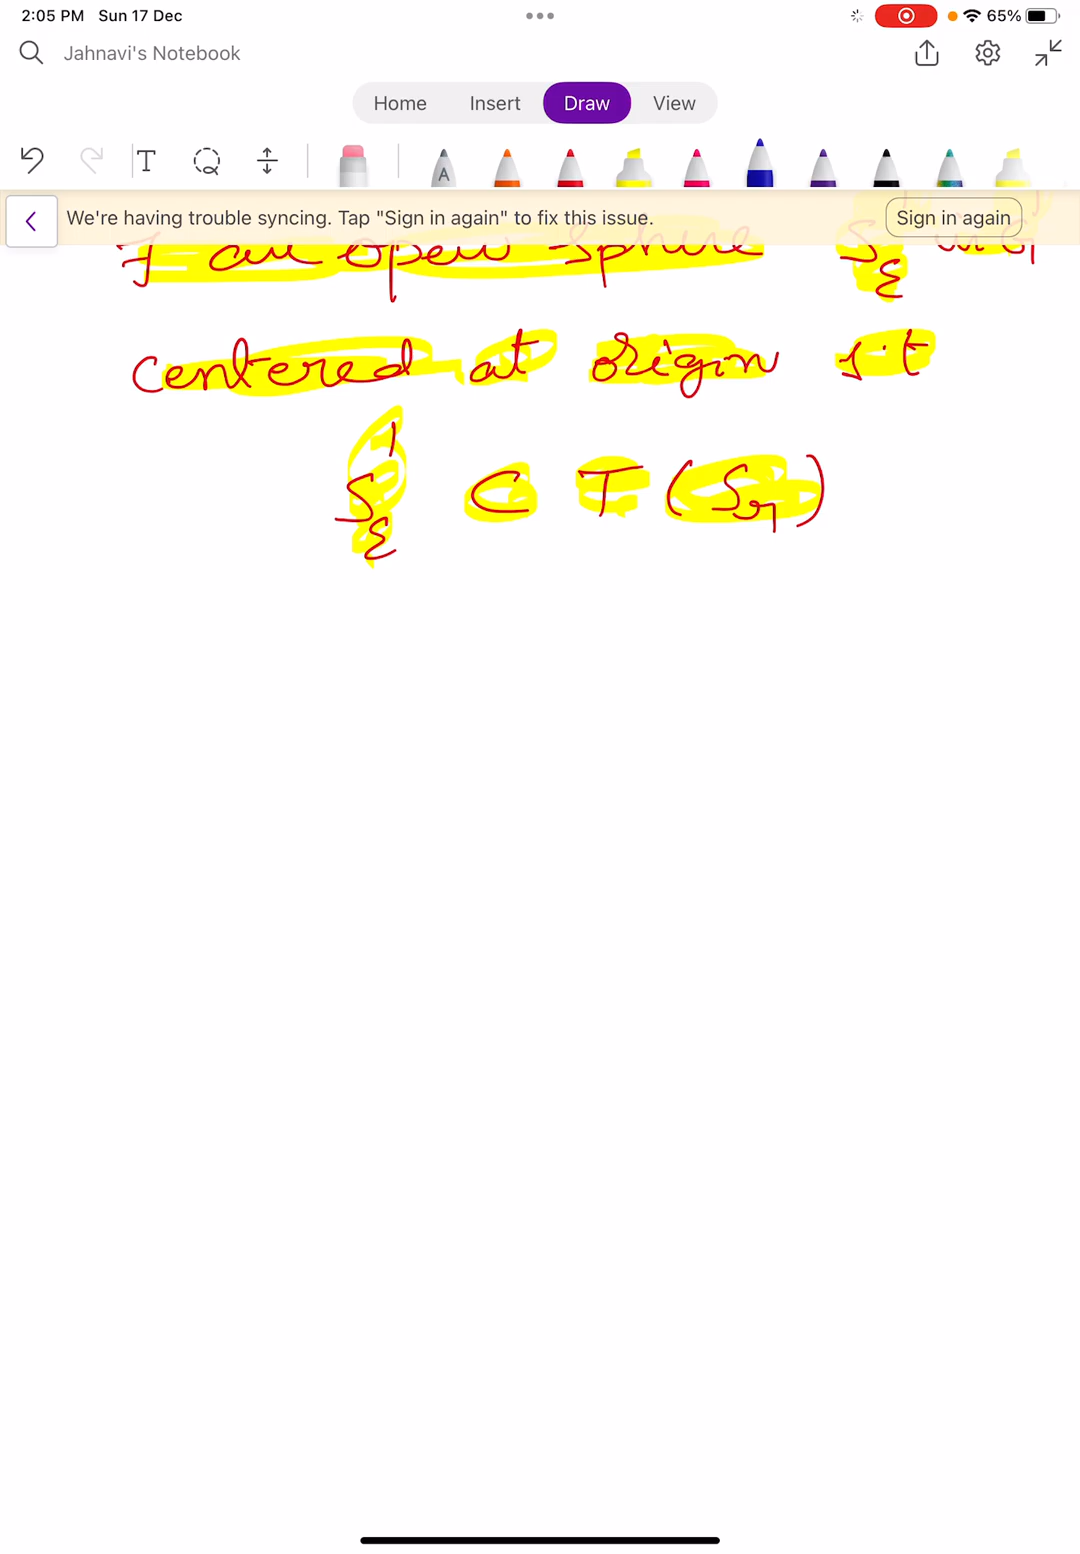 2:05 PM Sun 17 Dec 65%
Jahnavi's Notebook
Home Insert Draw View
T A
We're having trouble syncing. Tap "Sign in again" to fix this issue. Sign in again
∃ an open sphere S'ε in G
centered at origin s.t
S'ε ⊂ T (Sr)